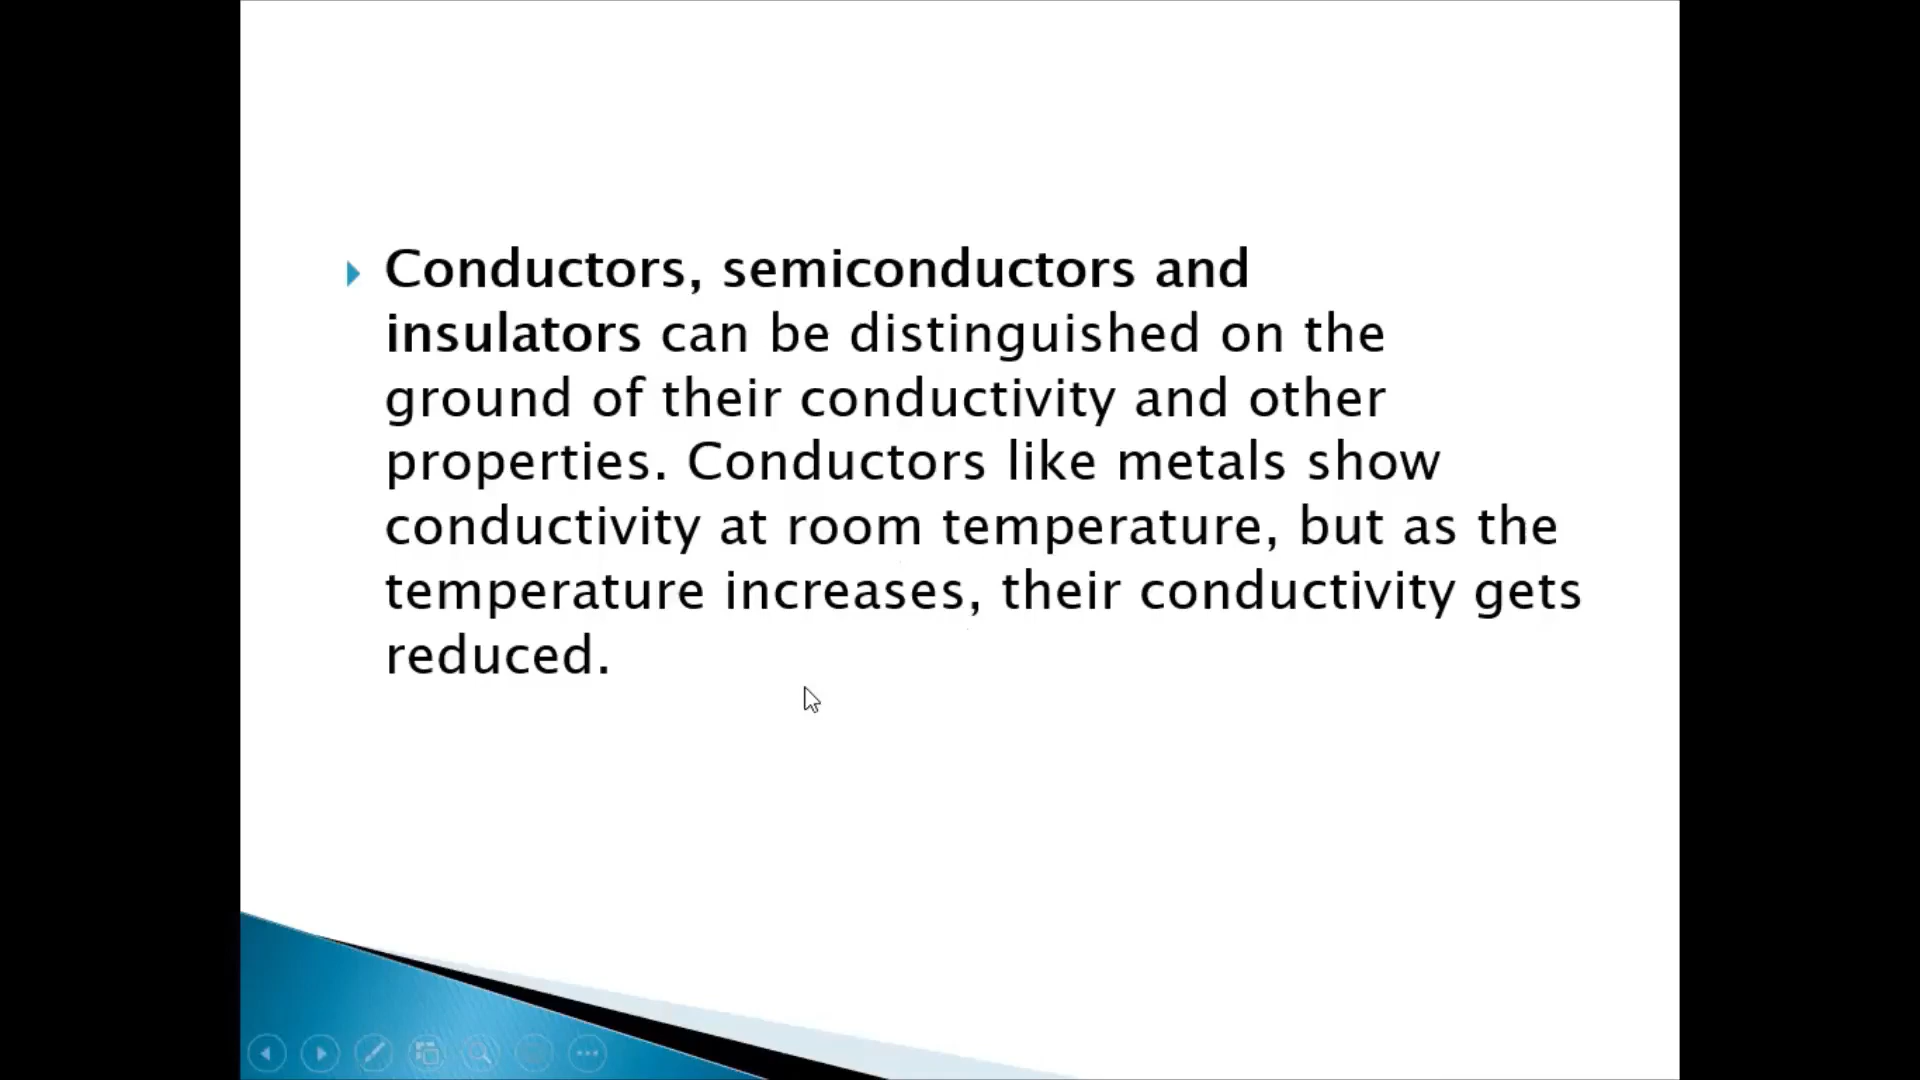 Conductors, semiconductors and
insulators can be distinguished on the
ground of their conductivity and other
properties. Conductors like metals show
conductivity at room temperature, but as the
temperature increases, their conductivity gets
reduced.